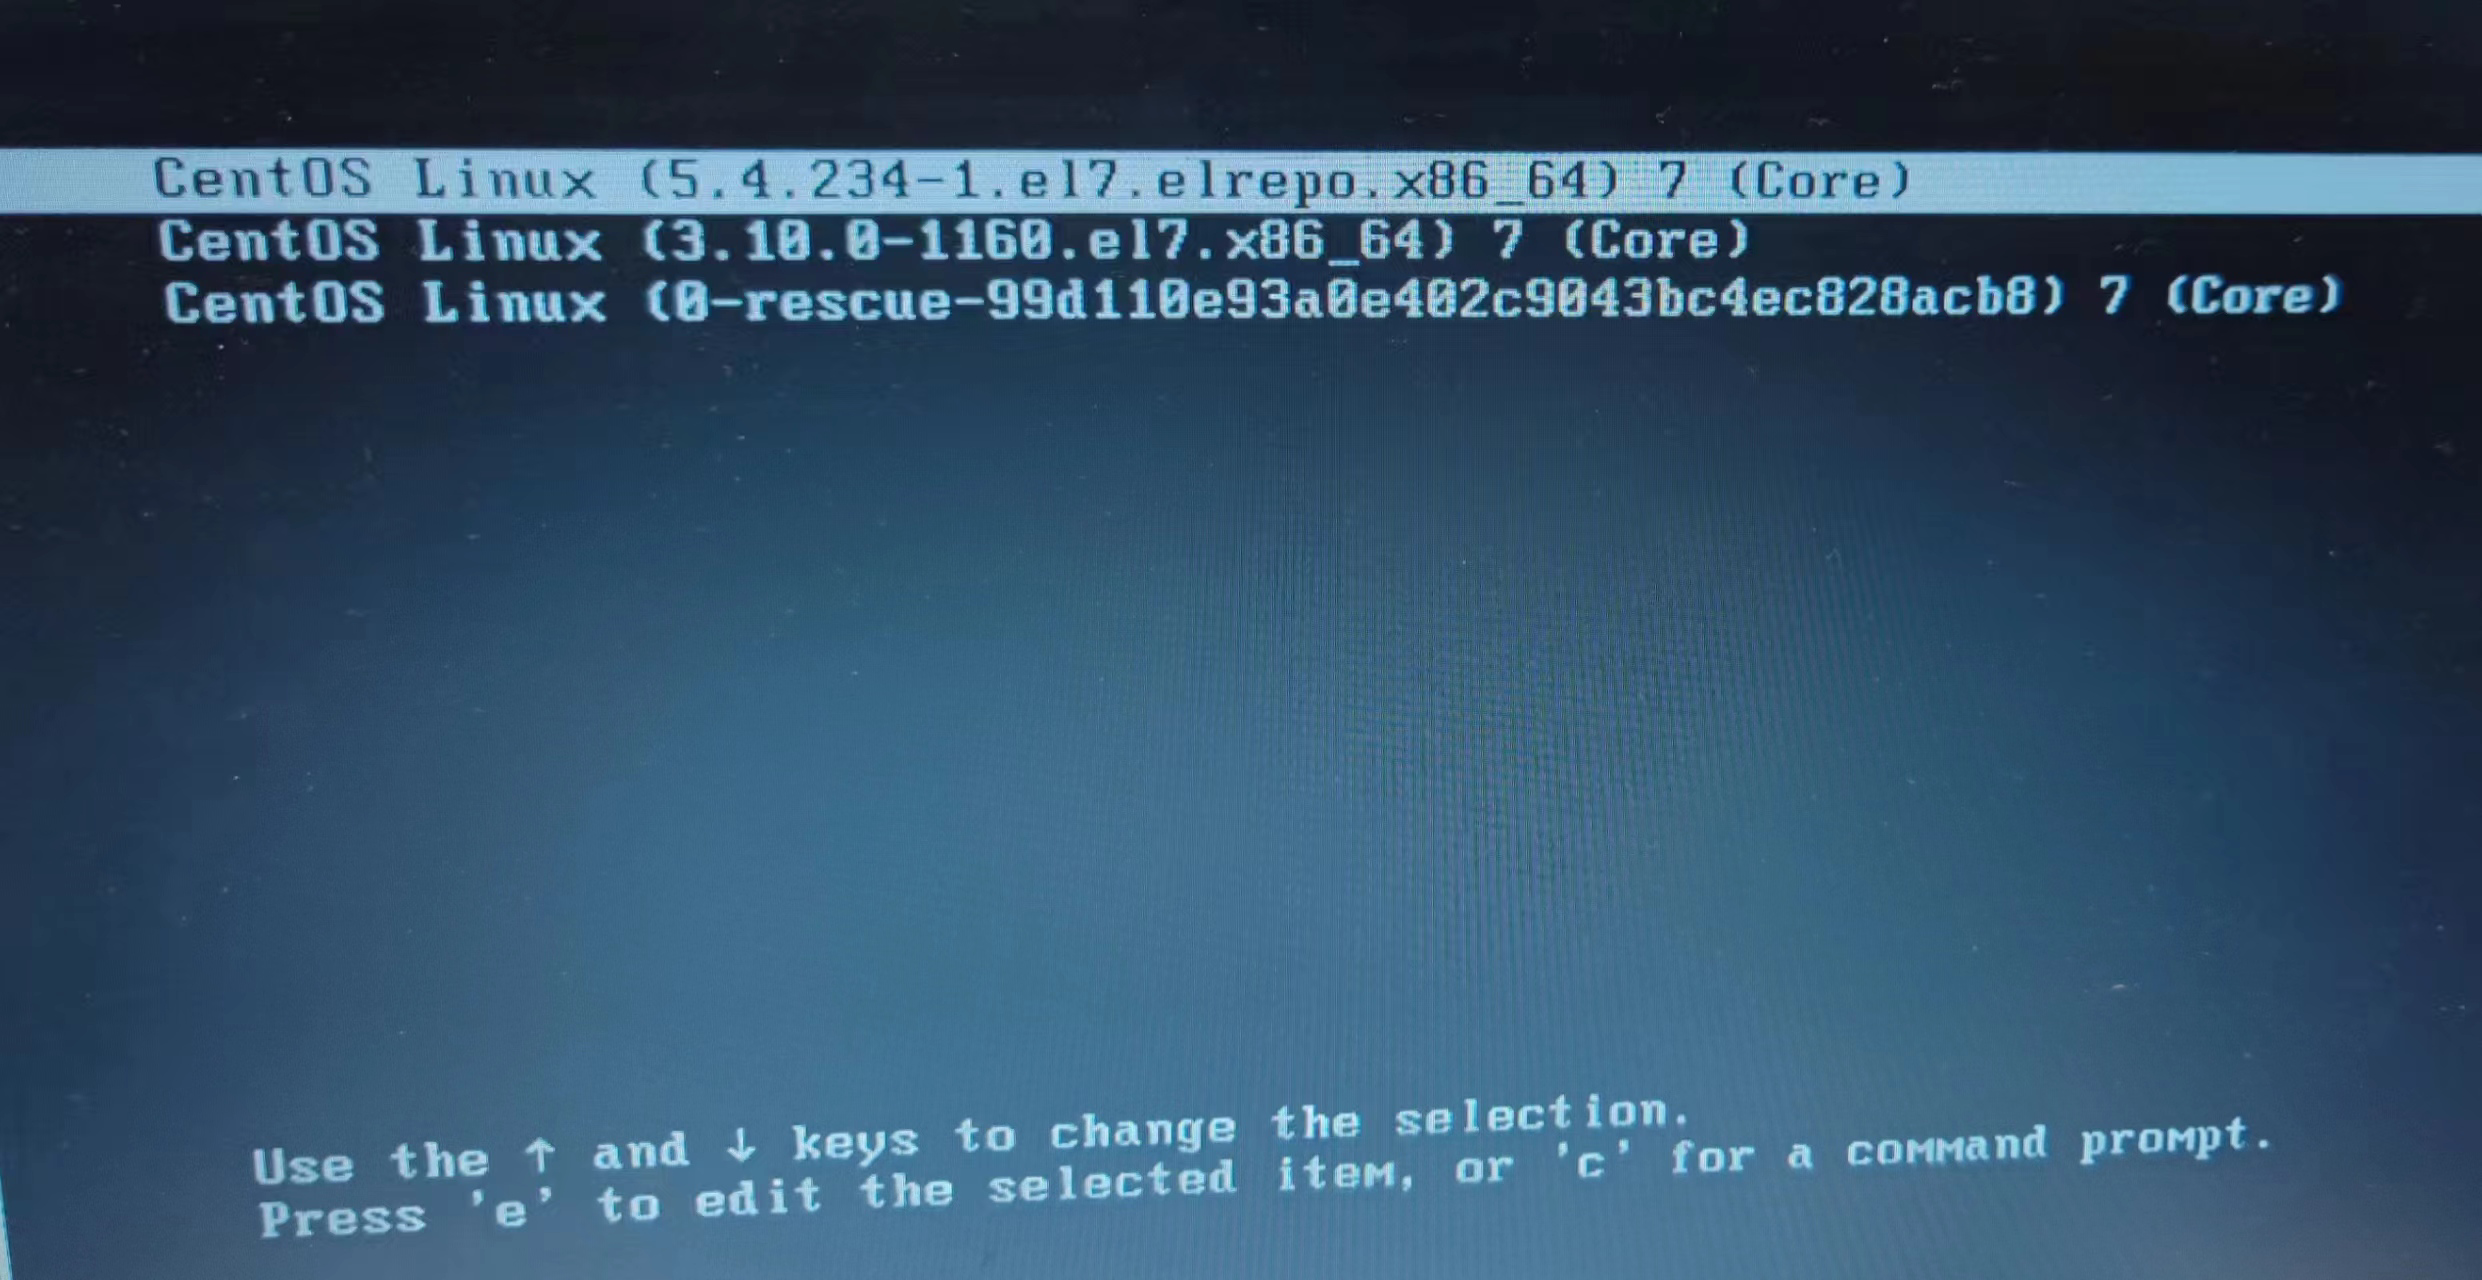 CentOS Linux (5.4.234-1.el7.elrepo.x86_64) 7 (Core)
CentOS Linux (3.10.0-1160.el7.x86_64) 7 (Core)
CentOS Linux (0-rescue-99d110e93a0e402c9043bc4ec828acb8) 7 (Core)
Use the ↑ and ↓ keys to change the selection.
Press 'e' to edit the selected item, or 'c' for a command prompt.